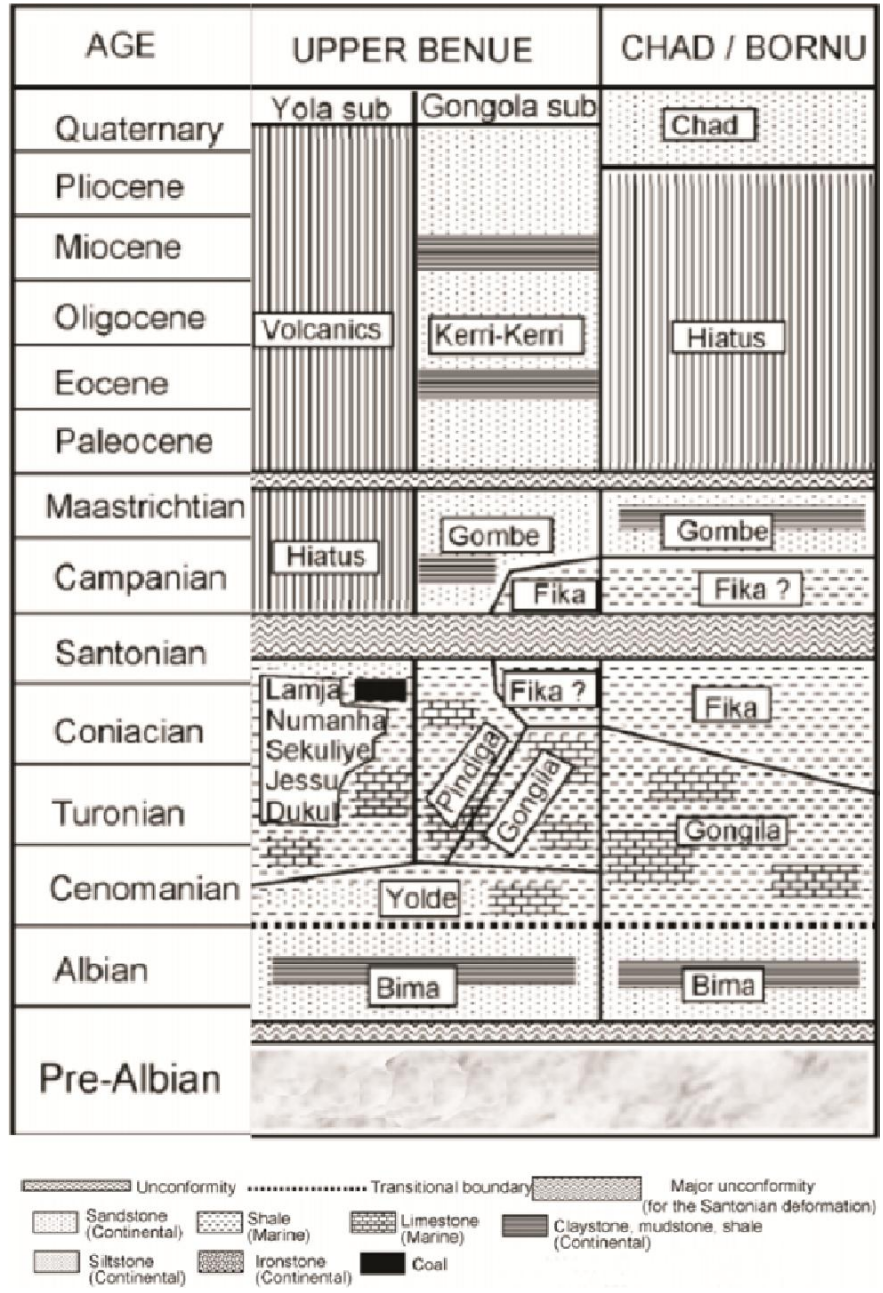 AGE UPPER BENUE CHAD / BORNU
Yola sub Gongola sub
Quaternary Chad
Pliocene
Miocene
Oligocene Volcanics Kerri-Kerri Hiatus
Eocene
Paleocene
Maastrichtian Gombe Gombe
Hiatus
Campanian Fika Fika ?
Santonian
Lamja Fika ? Fika
Numanha
Coniacian
Sekuliye
Jessu Pindiga Gongila
Turonian Dukul Gongila
Cenomanian Yolde
Albian Bima Bima
Pre-Albian
Unconformity Transitional boundary Major unconformity
(for the Santonian deformation)
Sandstone
(Continental)
Shale
(Marine)
Limestone
(Marine)
Claystone, mudstone, shale
(Continental)
Siltstone
(Continental)
Ironstone
(Continental)
Coal